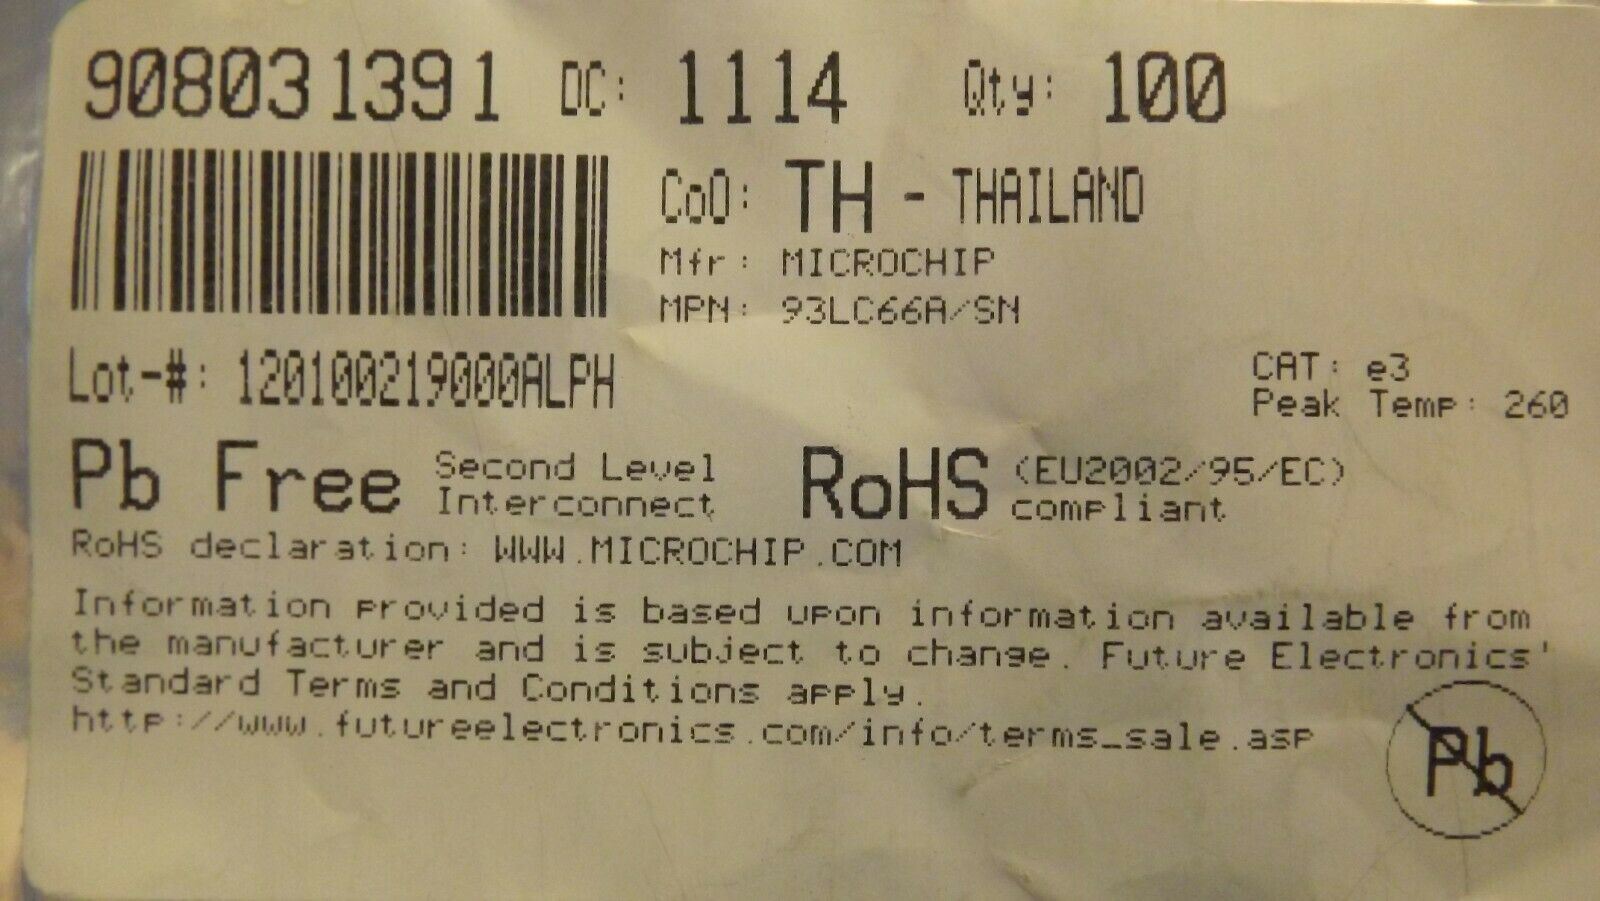 908031391 DC: 1114 Qty: 100
CoO: TH - THAILAND
Mfr: MICROCHIP
MPN: 93LC66A/SN
Lot-#: 120100219000ALPH
CAT: e3
Peak Temp: 260
Pb Free Second Level Interconnect
RoHS (EU2002/95/EC) compliant
RoHS declaration: WWW.MICROCHIP.COM
Information provided is based upon information available from
the manufacturer and is subject to change. Future Electronics'
Standard Terms and Conditions apply.
http://www.futureelectronics.com/info/terms_sale.asp
Pb